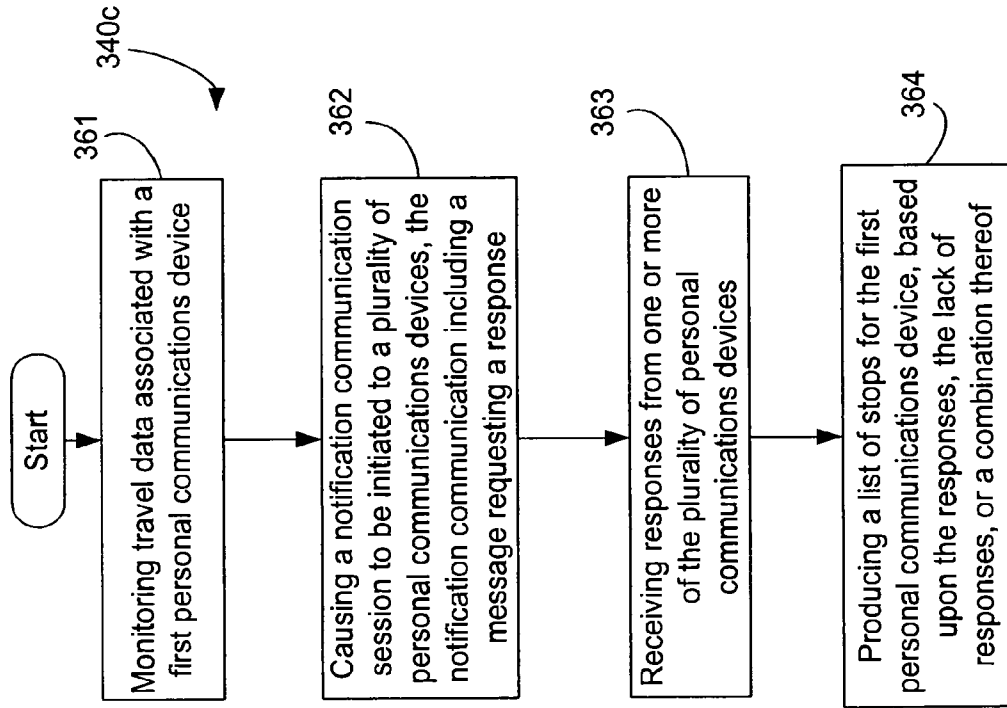 Start
340c
361
Monitoring travel data associated with a
first personal communications device
362
Causing a notification communication
session to be initiated to a plurality of
personal communications devices, the
notification communication including a
message requesting a response
363
Receiving responses from one or more
of the plurality of personal
communications devices
364
Producing a list of stops for the first
personal communications device, based
upon the responses, the lack of
responses, or a combination thereof